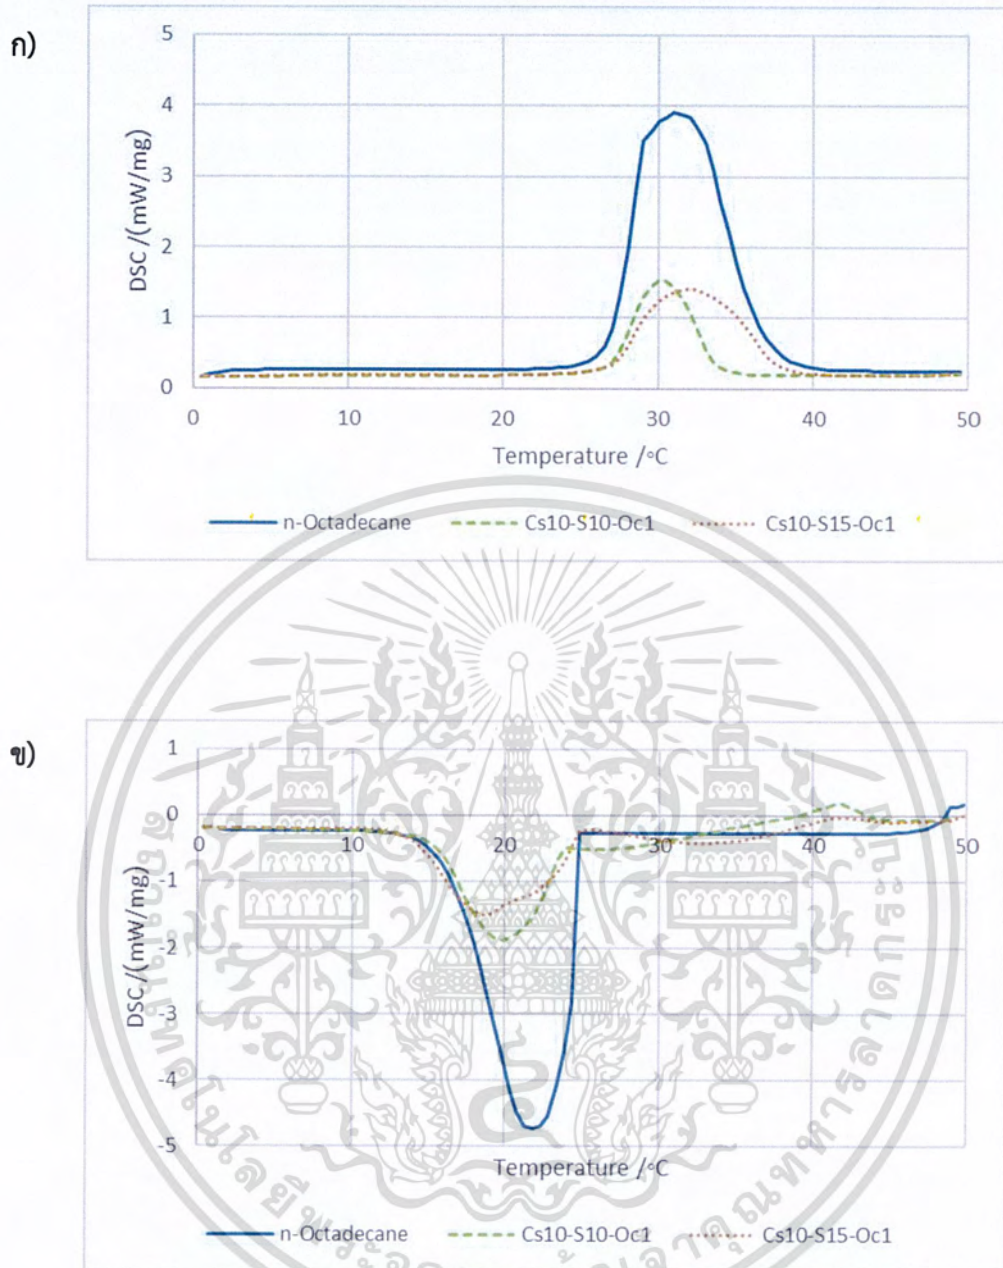 ก)
5
4
3
2
1
0
DSC /(mW/mg)
0 10 20 30 40 50
Temperature /°C
n-Octadecane Cs10-S10-Oc1 Cs10-S15-Oc1
ข)
1
0
-1
-2
-3
-4
-5
DSC /(mW/mg)
0 10 20 30 40 50
Temperature /°C
n-Octadecane Cs10-S10-Oc1 Cs10-S15-Oc1